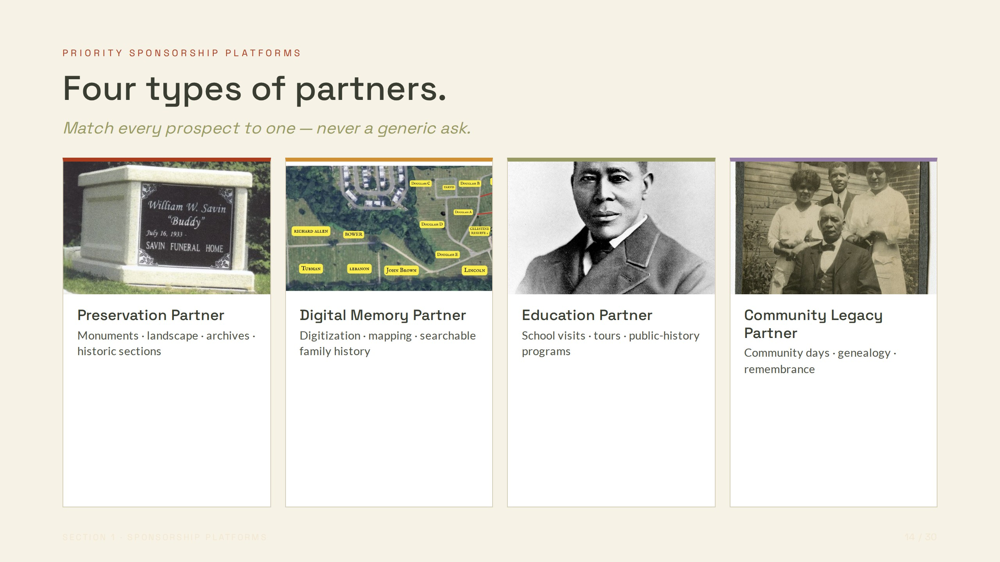 PRIORITY SPONSORSHIP PLATFORMS
Four types of partners.
Match every prospect to one — never a generic ask.
William W. Savin
“Buddy”
July 16, 1933 -
SAVIN FUNERAL HOME
Douglass C
PARVIS
Douglass B
Douglass A
Douglass D
CELESTINE
RESERVE 2
RICHARD ALLEN
BOWER
Douglass E
Tubman
LEBANON
John Brown
Lincoln
Preservation Partner
Monuments · landscape · archives ·
historic sections
Digital Memory Partner
Digitization · mapping · searchable
family history
Education Partner
School visits · tours · public-history
programs
Community Legacy
Partner
Community days · genealogy ·
remembrance
SECTION 1 · SPONSORSHIP PLATFORMS
14 / 30